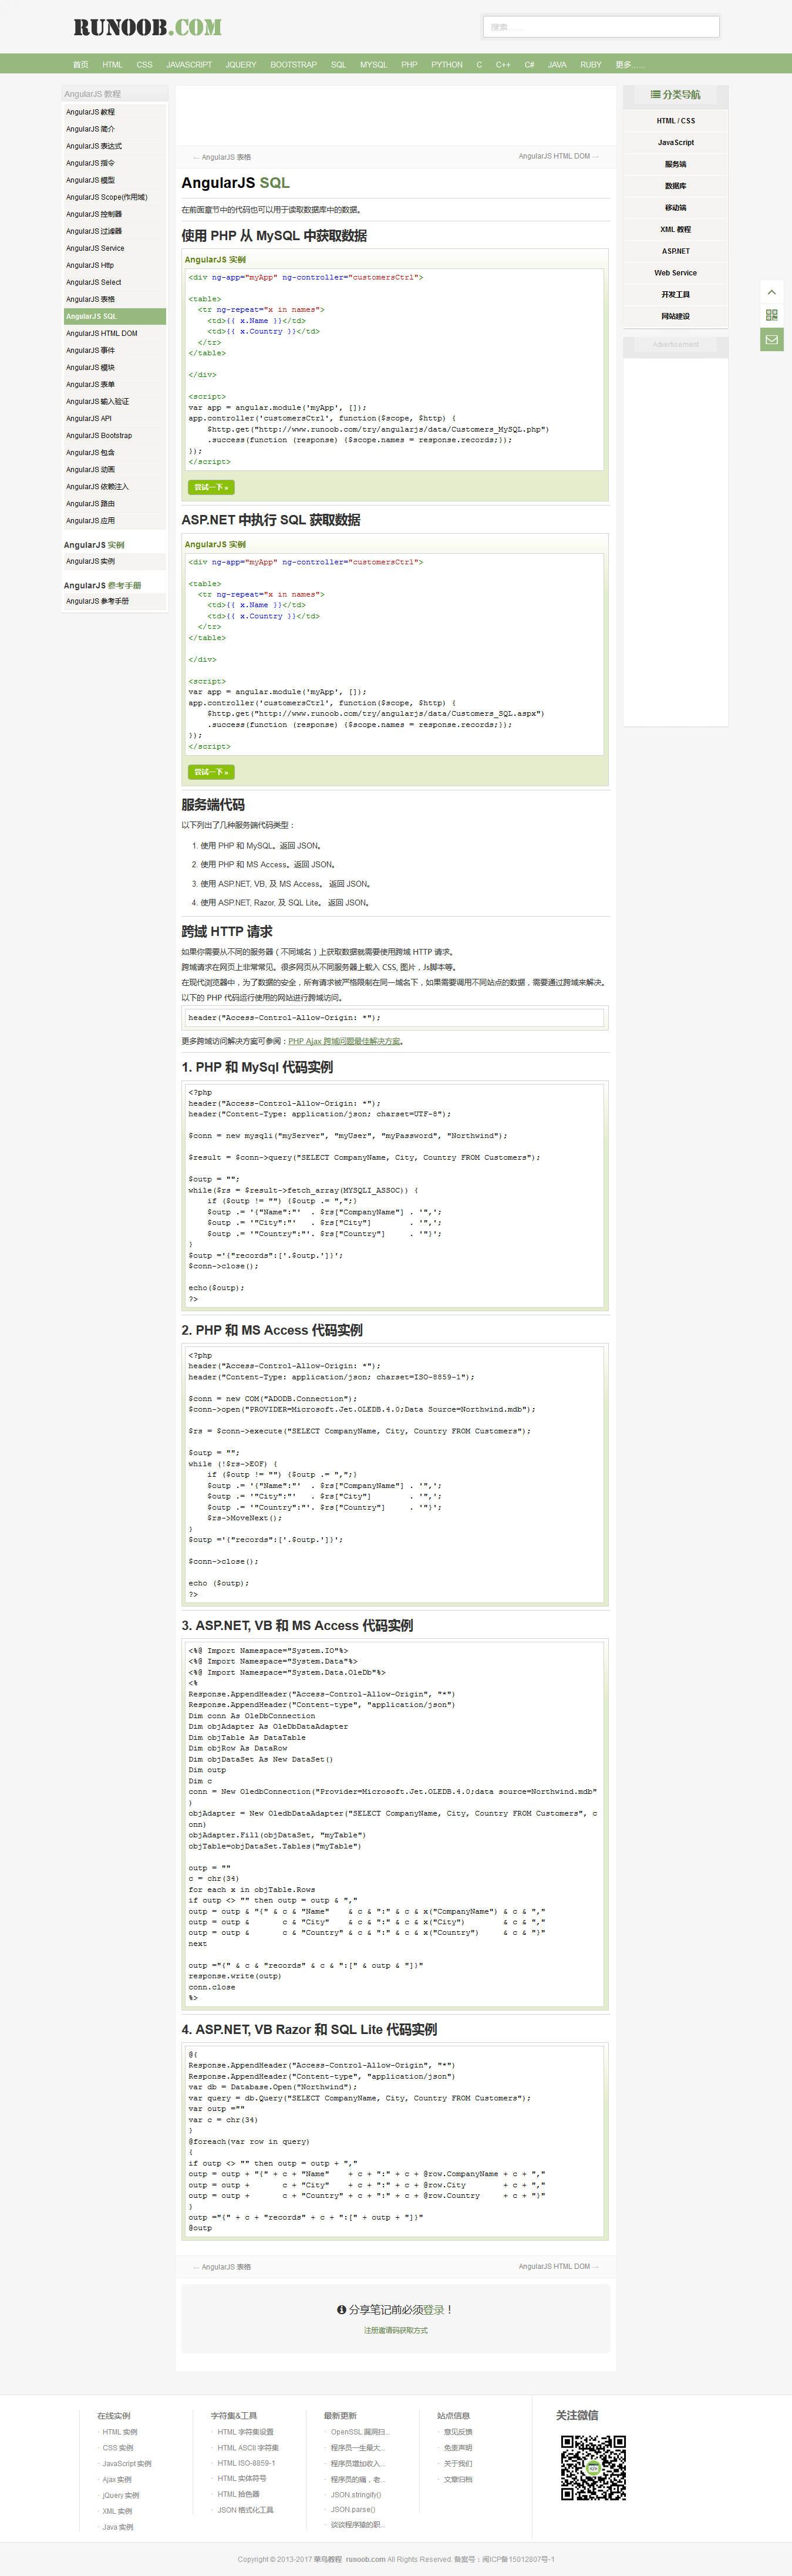 RUNOOB.COM
搜索……
首页 HTML CSS JAVASCRIPT JQUERY BOOTSTRAP SQL MYSQL PHP PYTHON C C++ C# JAVA RUBY 更多……
AngularJS 教程
AngularJS 教程
AngularJS 简介
AngularJS 表达式
AngularJS 指令
AngularJS 模型
AngularJS Scope(作用域)
AngularJS 控制器
AngularJS 过滤器
AngularJS Service
AngularJS Http
AngularJS Select
AngularJS 表格
AngularJS SQL
AngularJS HTML DOM
AngularJS 事件
AngularJS 模块
AngularJS 表单
AngularJS 输入验证
AngularJS API
AngularJS Bootstrap
AngularJS 包含
AngularJS 动画
AngularJS 依赖注入
AngularJS 路由
AngularJS 应用
AngularJS 实例
AngularJS 实例
AngularJS 参考手册
AngularJS 参考手册
← AngularJS 表格
AngularJS HTML DOM →
AngularJS SQL
在前面章节中的代码也可以用于读取数据库中的数据。
使用 PHP 从 MySQL 中获取数据
AngularJS 实例
<div ng-app="myApp" ng-controller="customersCtrl">
<table>
<tr ng-repeat="x in names">
<td>{{ x.Name }}</td>
<td>{{ x.Country }}</td>
</tr>
</table>
</div>
<script>
var app = angular.module('myApp', []);
app.controller('customersCtrl', function($scope, $http) {
$http.get("http://www.runoob.com/try/angularjs/data/Customers_MySQL.php")
.success(function (response) {$scope.names = response.records;});
});
</script>
尝试一下 »
ASP.NET 中执行 SQL 获取数据
AngularJS 实例
<div ng-app="myApp" ng-controller="customersCtrl">
<table>
<tr ng-repeat="x in names">
<td>{{ x.Name }}</td>
<td>{{ x.Country }}</td>
</tr>
</table>
</div>
<script>
var app = angular.module('myApp', []);
app.controller('customersCtrl', function($scope, $http) {
$http.get("http://www.runoob.com/try/angularjs/data/Customers_SQL.aspx")
.success(function (response) {$scope.names = response.records;});
});
</script>
尝试一下 »
服务端代码
以下列出了几种服务端代码类型：
1. 使用 PHP 和 MySQL。返回 JSON。
2. 使用 PHP 和 MS Access。返回 JSON。
3. 使用 ASP.NET, VB, 及 MS Access。 返回 JSON。
4. 使用 ASP.NET, Razor, 及 SQL Lite。 返回 JSON。
跨域 HTTP 请求
如果你需要从不同的服务器（不同域名）上获取数据就需要使用跨域 HTTP 请求。
跨域请求在网页上非常常见。很多网页从不同服务器上载入 CSS, 图片，Js脚本等。
在现代浏览器中，为了数据的安全，所有请求被严格限制在同一域名下，如果需要调用不同站点的数据，需要通过跨域来解决。
以下的 PHP 代码运行使用的网站进行跨域访问。
header("Access-Control-Allow-Origin: *");
更多跨域访问解决方案可参阅：PHP Ajax 跨域问题最佳解决方案。
1. PHP 和 MySql 代码实例
<?php
header("Access-Control-Allow-Origin: *");
header("Content-Type: application/json; charset=UTF-8");
$conn = new mysqli("myServer", "myUser", "myPassword", "Northwind");
$result = $conn->query("SELECT CompanyName, City, Country FROM Customers");
$outp = "";
while($rs = $result->fetch_array(MYSQLI_ASSOC)) {
if ($outp != "") {$outp .= ",";}
$outp .= '{"Name":"' . $rs["CompanyName"] . '",';
$outp .= '"City":"' . $rs["City"] . '",';
$outp .= '"Country":"'. $rs["Country"] . '"}';
}
$outp ='{"records":['.$outp.']}';
$conn->close();
echo($outp);
?>
2. PHP 和 MS Access 代码实例
<?php
header("Access-Control-Allow-Origin: *");
header("Content-Type: application/json; charset=ISO-8859-1");
$conn = new COM("ADODB.Connection");
$conn->open("PROVIDER=Microsoft.Jet.OLEDB.4.0;Data Source=Northwind.mdb");
$rs = $conn->execute("SELECT CompanyName, City, Country FROM Customers");
$outp = "";
while (!$rs->EOF) {
if ($outp != "") {$outp .= ",";}
$outp .= '{"Name":"' . $rs["CompanyName"] . '",';
$outp .= '"City":"' . $rs["City"] . '",';
$outp .= '"Country":"'. $rs["Country"] . '"}';
$rs->MoveNext();
}
$outp ='{"records":['.$outp.']}';
$conn->close();
echo ($outp);
?>
3. ASP.NET, VB 和 MS Access 代码实例
<%@ Import Namespace="System.IO"%>
<%@ Import Namespace="System.Data"%>
<%@ Import Namespace="System.Data.OleDb"%>
<%
Response.AppendHeader("Access-Control-Allow-Origin", "*")
Response.AppendHeader("Content-type", "application/json")
Dim conn As OleDbConnection
Dim objAdapter As OleDbDataAdapter
Dim objTable As DataTable
Dim objRow As DataRow
Dim objDataSet As New DataSet()
Dim outp
Dim c
conn = New OledbConnection("Provider=Microsoft.Jet.OLEDB.4.0;data source=Northwind.mdb"
)
objAdapter = New OledbDataAdapter("SELECT CompanyName, City, Country FROM Customers", c
onn)
objAdapter.Fill(objDataSet, "myTable")
objTable=objDataSet.Tables("myTable")
outp = ""
c = chr(34)
for each x in objTable.Rows
if outp <> "" then outp = outp & ","
outp = outp & "{" & c & "Name" & c & ":" & c & x("CompanyName") & c & ","
outp = outp & c & "City" & c & ":" & c & x("City") & c & ","
outp = outp & c & "Country" & c & ":" & c & x("Country") & c & "}"
next
outp ="{" & c & "records" & c & ":[" & outp & "]}"
response.write(outp)
conn.close
%>
4. ASP.NET, VB Razor 和 SQL Lite 代码实例
@{
Response.AppendHeader("Access-Control-Allow-Origin", "*")
Response.AppendHeader("Content-type", "application/json")
var db = Database.Open("Northwind");
var query = db.Query("SELECT CompanyName, City, Country FROM Customers");
var outp =""
var c = chr(34)
}
@foreach(var row in query)
{
if outp <> "" then outp = outp + ","
outp = outp + "{" + c + "Name" + c + ":" + c + @row.CompanyName + c + ","
outp = outp + c + "City" + c + ":" + c + @row.City + c + ","
outp = outp + c + "Country" + c + ":" + c + @row.Country + c + "}"
}
outp ="{" + c + "records" + c + ":[" + outp + "]}"
@outp
← AngularJS 表格
AngularJS HTML DOM →
分享笔记前必须登录！
注册邀请码获取方式
分类导航
HTML / CSS
JavaScript
服务端
数据库
移动端
XML 教程
ASP.NET
Web Service
开发工具
网站建设
Advertisement
在线实例
· HTML 实例
· CSS 实例
· JavaScript 实例
· Ajax 实例
· jQuery 实例
· XML 实例
· Java 实例
字符集&工具
· HTML 字符集设置
· HTML ASCII 字符集
· HTML ISO-8859-1
· HTML 实体符号
· HTML 拾色器
· JSON 格式化工具
最新更新
· OpenSSL 漏洞扫...
· 程序员一生最大...
· 程序员增加收入...
· 程序员的痛，老...
· JSON.stringify()
· JSON.parse()
· 谈谈程序猿的职...
站点信息
· 意见反馈
· 免责声明
· 关于我们
· 文章归档
关注微信
Copyright © 2013-2017 菜鸟教程 runoob.com All Rights Reserved. 备案号：闽ICP备15012807号-1